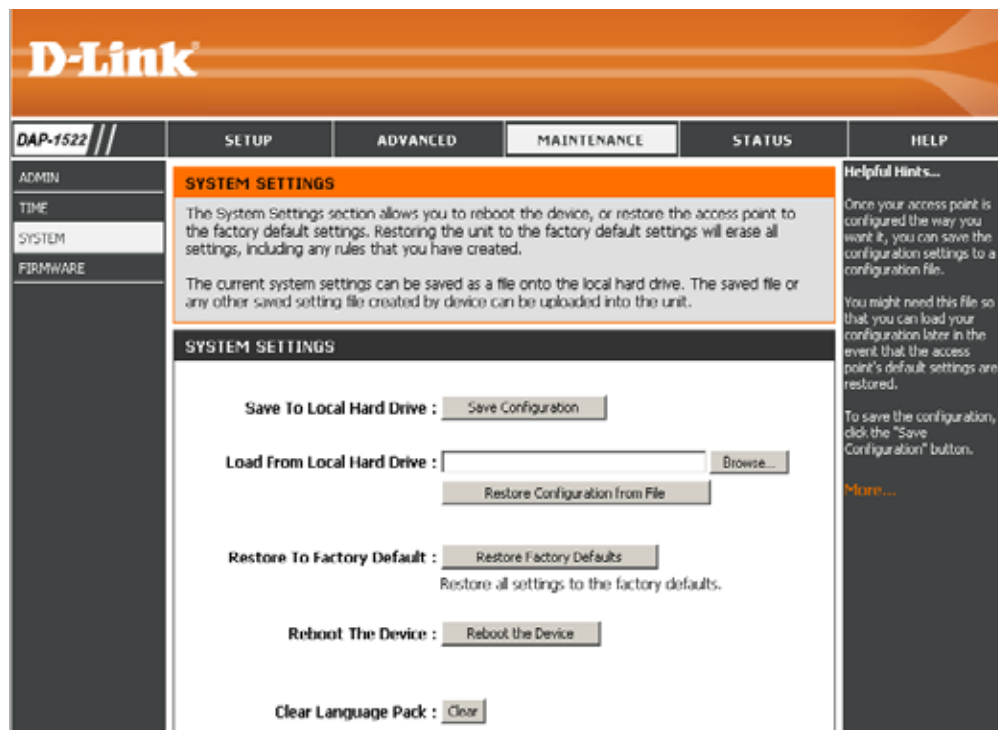 D-Link
DAP-1522
SETUP
ADVANCED
MAINTENANCE
STATUS
HELP
ADMIN
TIME
SYSTEM
FIRMWARE
SYSTEM SETTINGS
The System Settings section allows you to reboot the device, or restore the access point to
the factory default settings. Restoring the unit to the factory default settings will erase all
settings, including any rules that you have created.
The current system settings can be saved as a file onto the local hard drive. The saved file or
any other saved setting file created by device can be uploaded into the unit.
SYSTEM SETTINGS
Save To Local Hard Drive : Save Configuration
Load From Local Hard Drive : Browse...
Restore Configuration from File
Restore To Factory Default : Restore Factory Defaults
Restore all settings to the factory defaults.
Reboot The Device : Reboot the Device
Clear Language Pack : Clear
Helpful Hints...
Once your access point is
configured the way you
want it, you can save the
configuration settings to a
configuration file.
You might need this file so
that you can load your
configuration later in the
event that the access
point's default settings are
restored.
To save the configuration,
click the "Save
Configuration" button.
More...